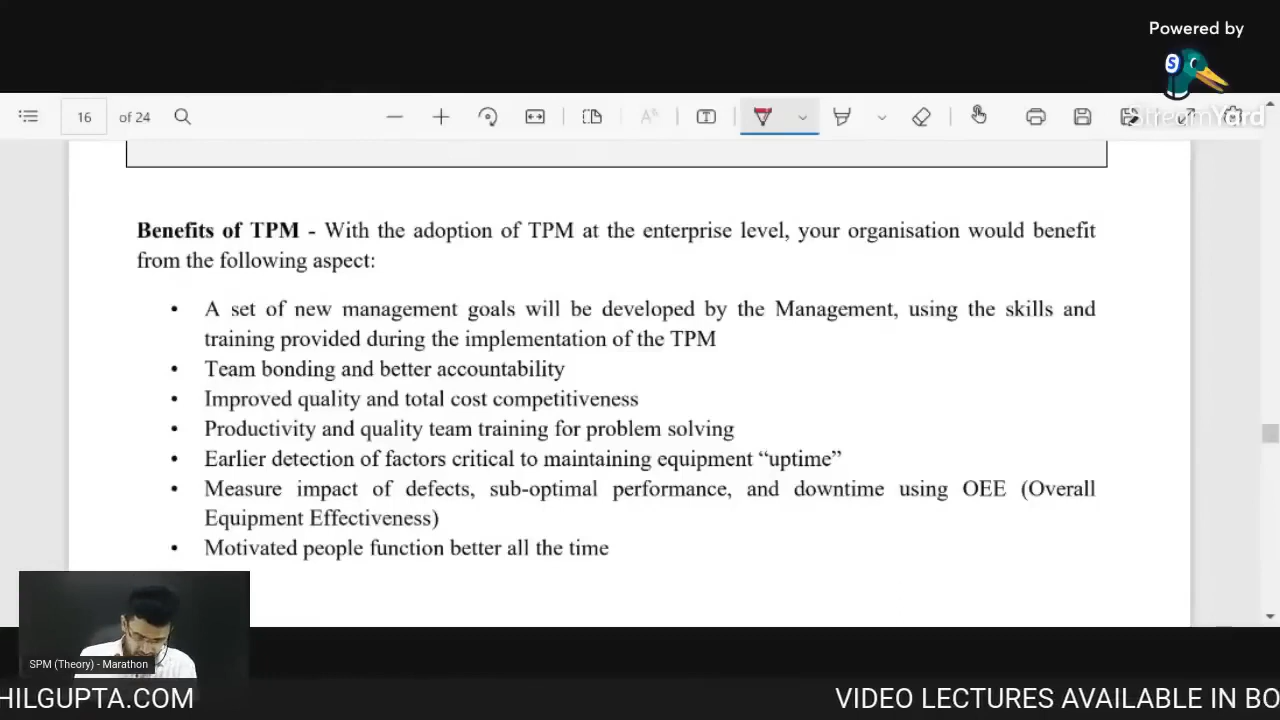 Powered by
S
StreamYard
16 of 24
Benefits of TPM - With the adoption of TPM at the enterprise level, your organisation would benefit
from the following aspect:
• A set of new management goals will be developed by the Management, using the skills and
training provided during the implementation of the TPM
• Team bonding and better accountability
• Improved quality and total cost competitiveness
• Productivity and quality team training for problem solving
• Earlier detection of factors critical to maintaining equipment “uptime”
• Measure impact of defects, sub-optimal performance, and downtime using OEE (Overall
Equipment Effectiveness)
• Motivated people function better all the time
SPM (Theory) - Marathon
HILGUPTA.COM
VIDEO LECTURES AVAILABLE IN BO